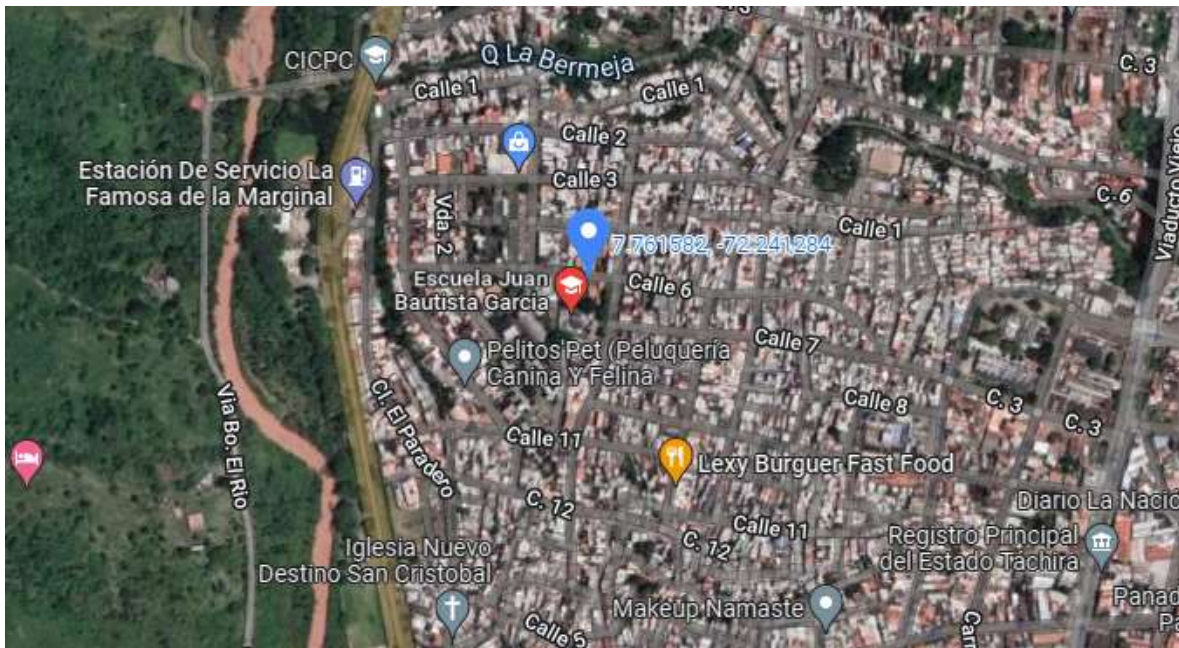 CICPC
Q La Bermeja
C. 3
Calle 1
Calle 1
Calle 2
Estación De Servicio La
Famosa de la Marginal
Calle 3
C. 6
Vda. 2
Calle 1
Viaducto Viejo
7.761582, -72.241284
Escuela Juan
Bautista Garcia
Calle 6
Calle 7
Pelitos Pet (Peluquería
Canina Y Felina
Via Bo. El Rio
Cl. El Paradero
Calle 8
C. 3
C. 3
Calle 11
Lexy Burguer Fast Food
C. 12
Diario La Nació
Calle 11
Registro Principal
del Estado Táchira
C. 12
Iglesia Nuevo
Destino San Cristobal
Makeup Namaste
Panad
Pa
Calle 5
Carr